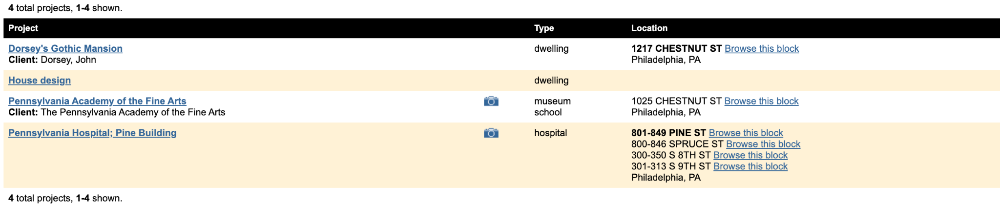 4 total projects, 1-4 shown.
Project Type Location
Dorsey's Gothic Mansion dwelling 1217 CHESTNUT ST Browse this block
Client: Dorsey, John Philadelphia, PA
House design dwelling
Pennsylvania Academy of the Fine Arts museum 1025 CHESTNUT ST Browse this block
Client: The Pennsylvania Academy of the Fine Arts school Philadelphia, PA
Pennsylvania Hospital; Pine Building hospital 801-849 PINE ST Browse this block
800-846 SPRUCE ST Browse this block
300-350 S 8TH ST Browse this block
301-313 S 9TH ST Browse this block
Philadelphia, PA
4 total projects, 1-4 shown.